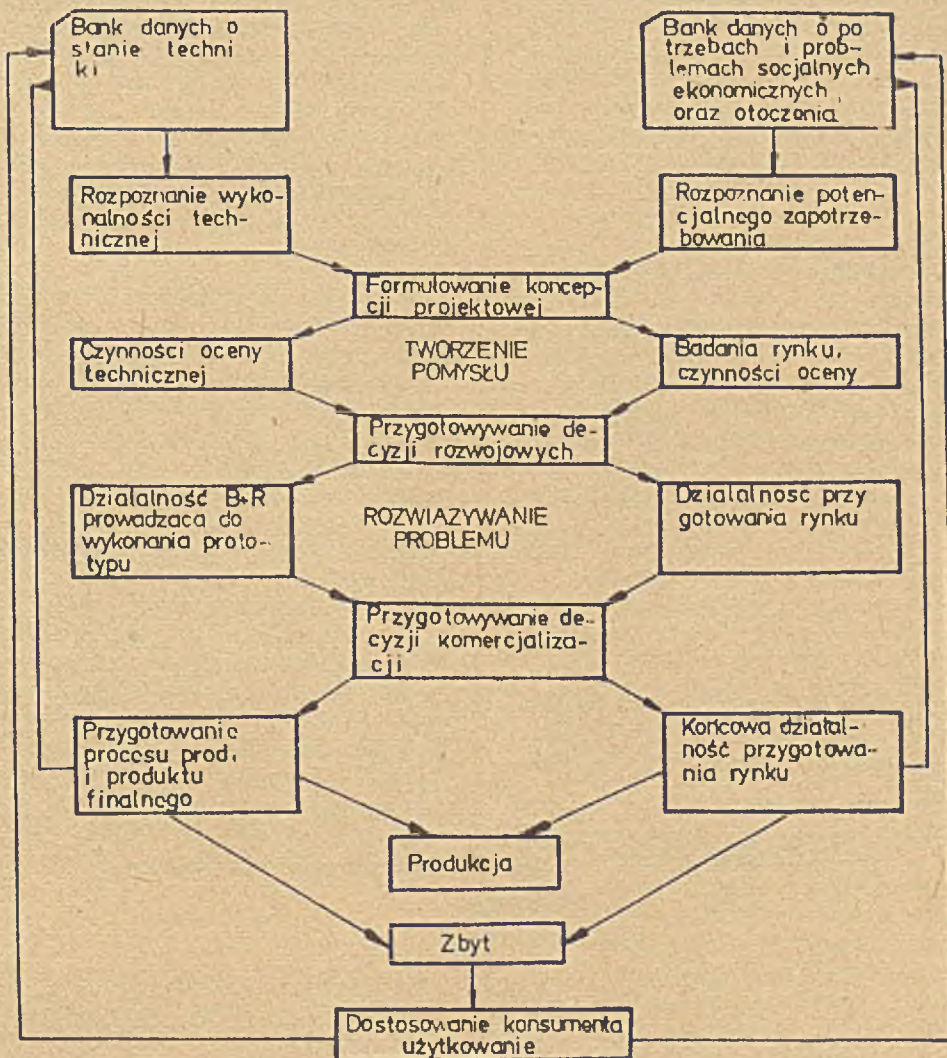 Bank danych o
stanie techni
ki
Bank danych o po
trzebach i prob-
lemach socjalnych
ekonomicznych
oraz otoczenia
Rozpoznanie wyko-
nalności tech-
nicznej
Rozpoznanie poten-
cjalnego zapotrze-
bowania
Formułowanie koncep-
cji projektowej
Czynności oceny
technicznej
TWORZENIE
POMYSŁU
Badania rynku,
czynności oceny
Przygotowywanie de-
cyzji rozwojowych
Działalność B+R
prowadzaca do
wykonania proto-
typu
ROZWIAZYWANIE
PROBLEMU
Działalnosc przy
gotowania rynku
Przygotowywanie de-
cyzji komercjaliza-
cji
Przygotowanie
procesu prod.
i produktu
finalnego
Końcowa działal-
ność przygotowa-
nia rynku
Produkcja
Zbyt
Dostosowanie konsumenta
użytkowanie